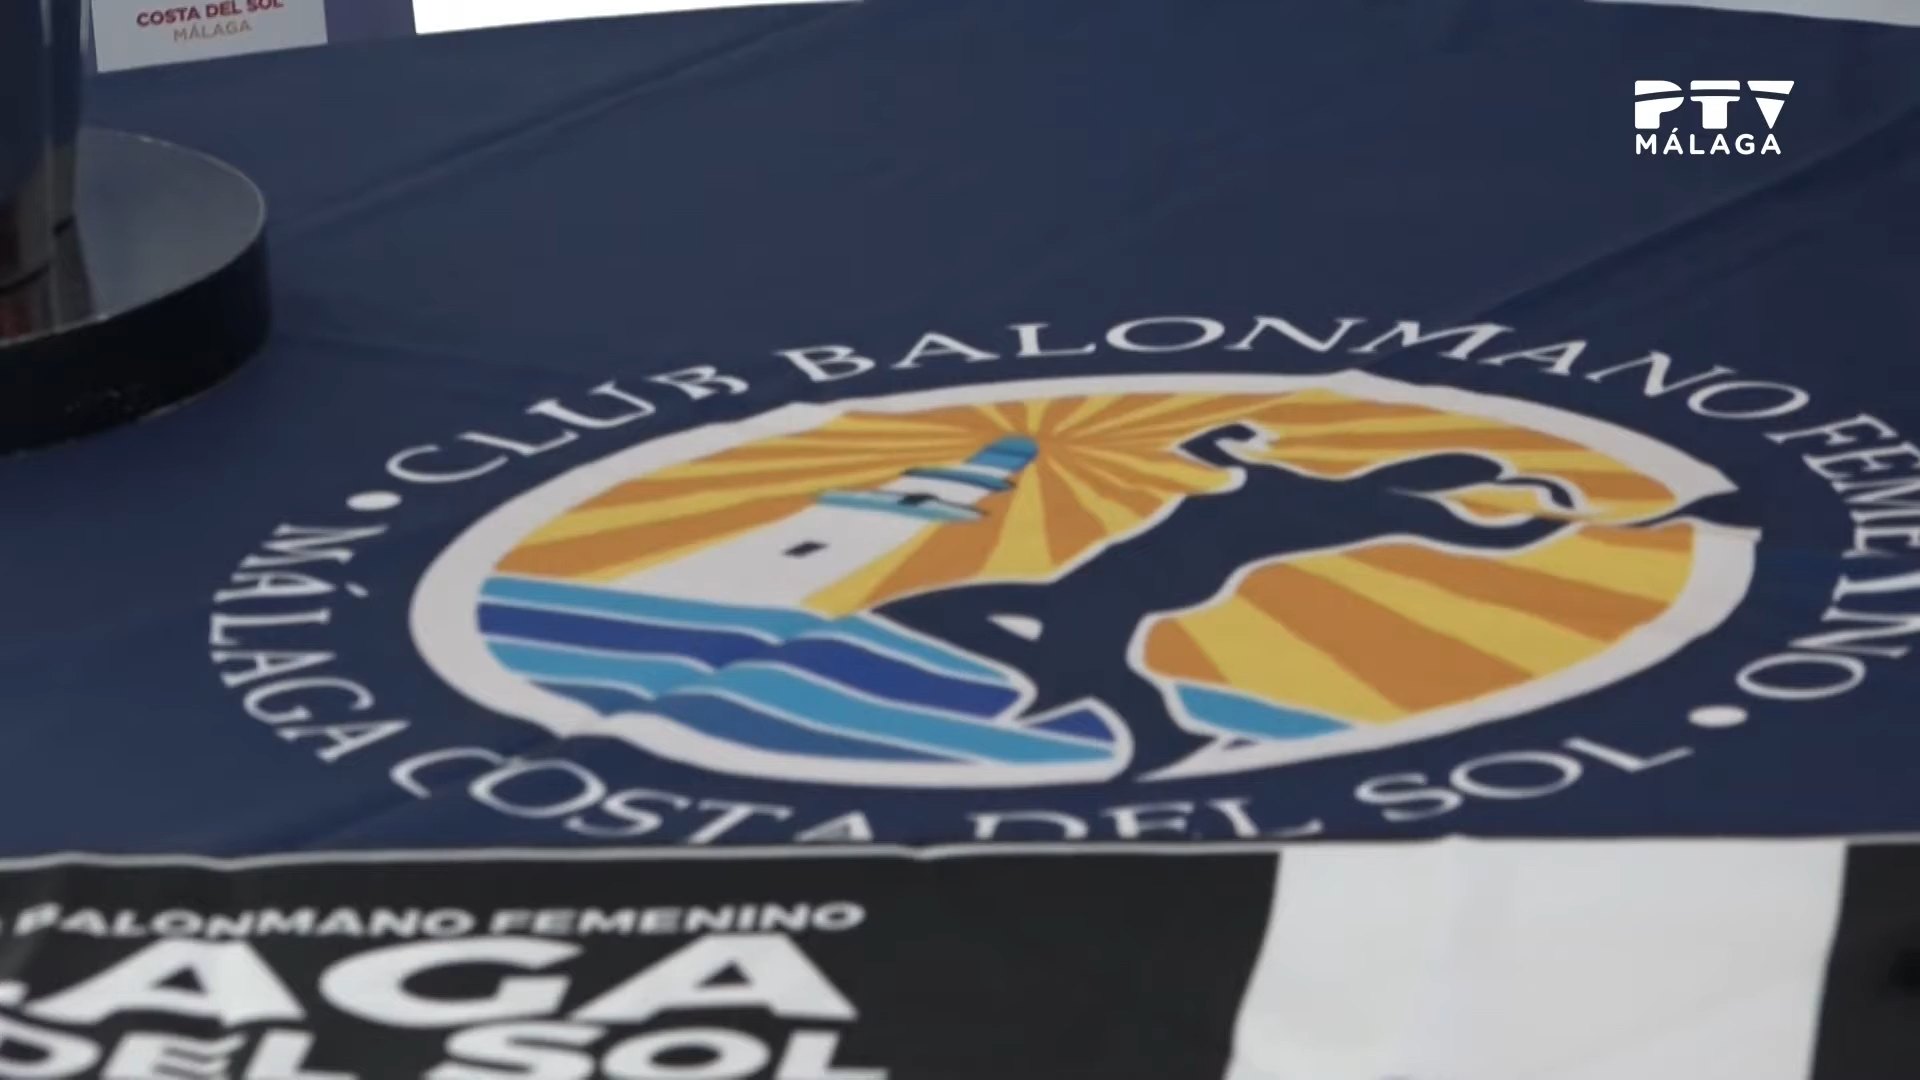 COSTA DEL SOL
MÁLAGA
PTV
MÁLAGA
CLUB BALONMANO FEMENINO
MÁLAGA COSTA DEL SOL
BALONMANO FEMENINO
LAGA
DEL SOL